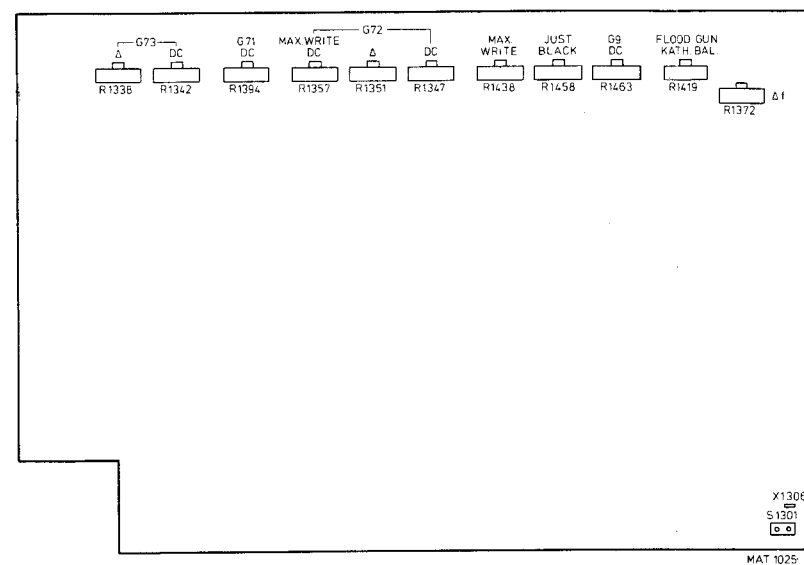 G72
G73
Δ DC
G71
DC
MAX.WRITE
DC
Δ
DC
MAX.
WRITE
JUST
BLACK
G9
DC
FLOOD GUN
KATH. BAL.
R1338 R1342 R1394 R1357 R1351 R1347 R1438 R1458 R1463 R1419
Δf
R1372
X1306
S1301
MAT 1025